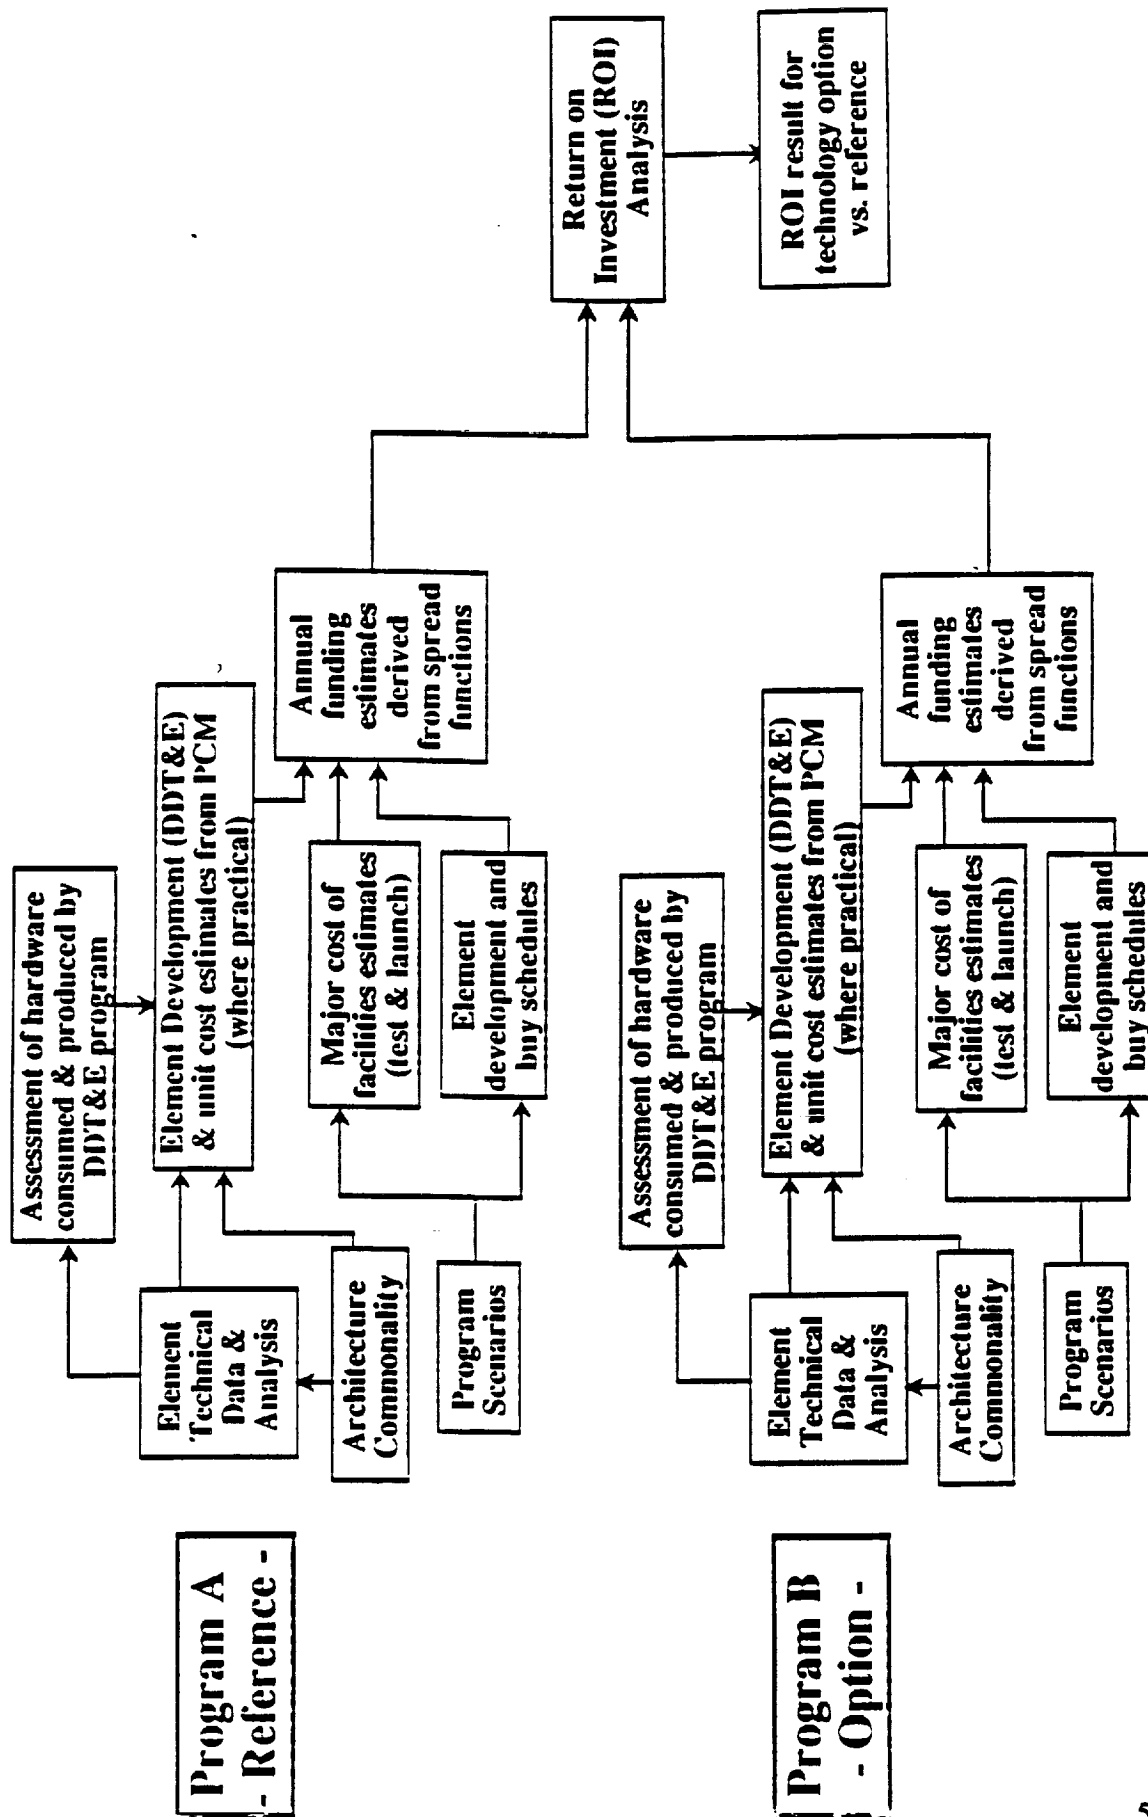 Program A
- Reference -
Assessment of hardware
consumed & produced by
DDT&E program
Element
Technical
Data &
Analysis
Element Development (DDT&E)
& unit cost estimates from PCM
(where practical)
Architecture
Commonality
Major cost of
facilities estimates
(test & launch)
Annual
funding
estimates
derived
from spread
functions
Program
Scenarios
Element
development and
buy schedules
Return on
Investment (ROI)
Analysis
ROI result for
technology option
vs. reference
Program B
- Option -
Assessment of hardware
consumed & produced by
DDT&E program
Element
Technical
Data &
Analysis
Element Development (DDT&E)
& unit cost estimates from PCM
(where practical)
Architecture
Commonality
Major cost of
facilities estimates
(test & launch)
Annual
funding
estimates
derived
from spread
functions
Program
Scenarios
Element
development and
buy schedules